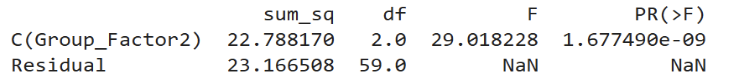 sum_sq df F PR(>F)
C(Group_Factor2) 22.788170 2.0 29.018228 1.677490e-09
Residual 23.166508 59.0 NaN NaN